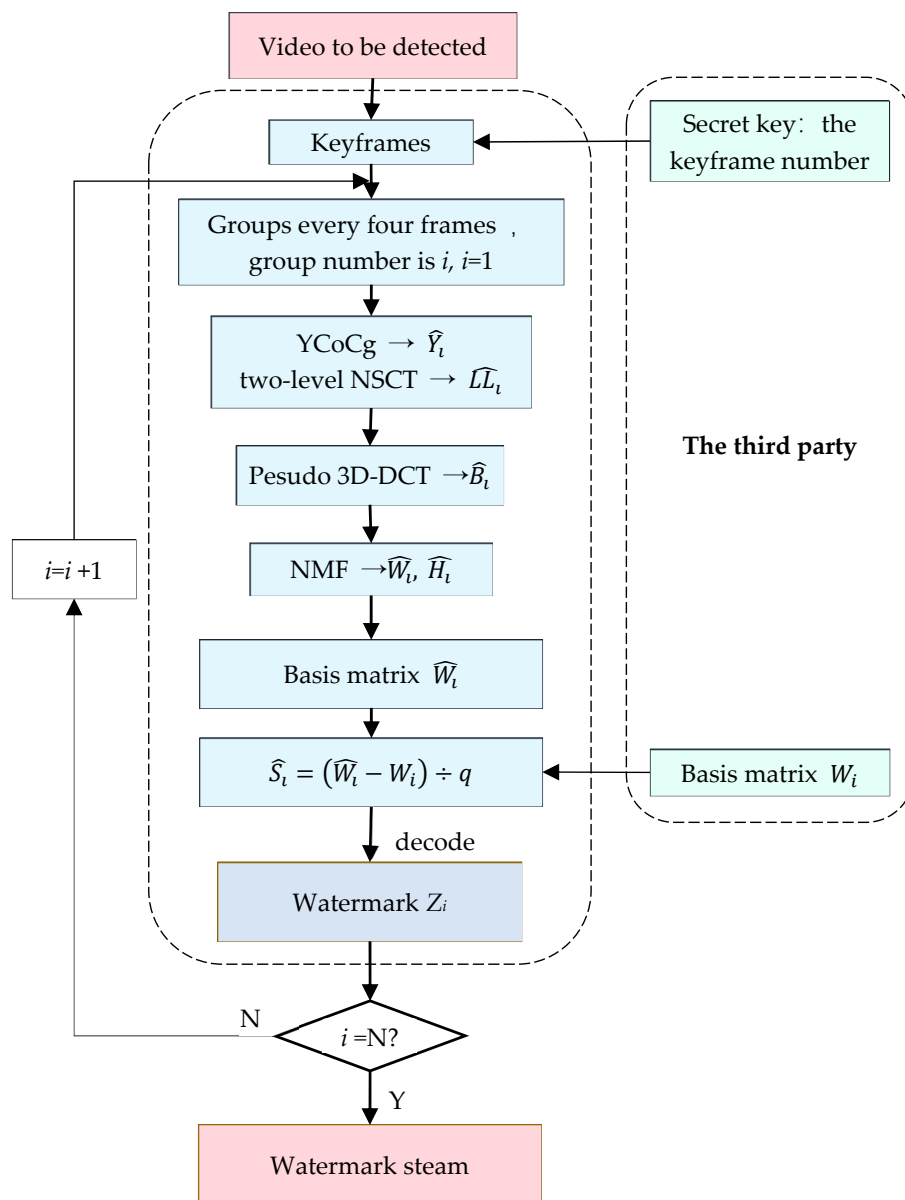 Video to be detected
Keyframes
Secret key: the
keyframe number
Groups every four frames ,
group number is i, i=1
YCoCg → Ŷᵢ
two-level NSCT → L̂L̂ᵢ
Pesudo 3D-DCT →B̂ᵢ
The third party
i=i +1
NMF →Ŵᵢ, Ĥᵢ
Basis matrix Ŵᵢ
Ŝᵢ = (Ŵᵢ − Wᵢ) ÷ q
Basis matrix Wᵢ
decode
Watermark Zᵢ
N
i =N?
Y
Watermark steam